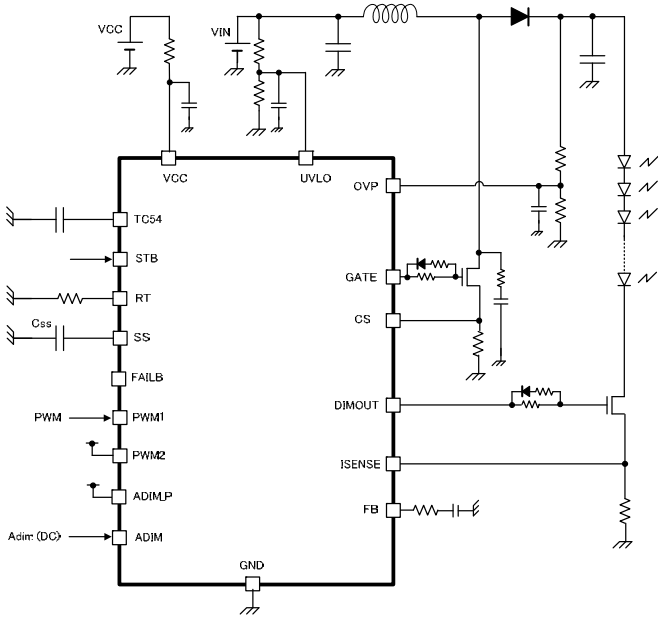 VCC
VIN
VCC
UVLO
OVP
TC54
STB
GATE
RT
CS
Css
SS
FAILB
DIMOUT
PWM
PWM1
PWM2
ISENSE
ADIM_P
FB
Adim (DC)
ADIM
GND